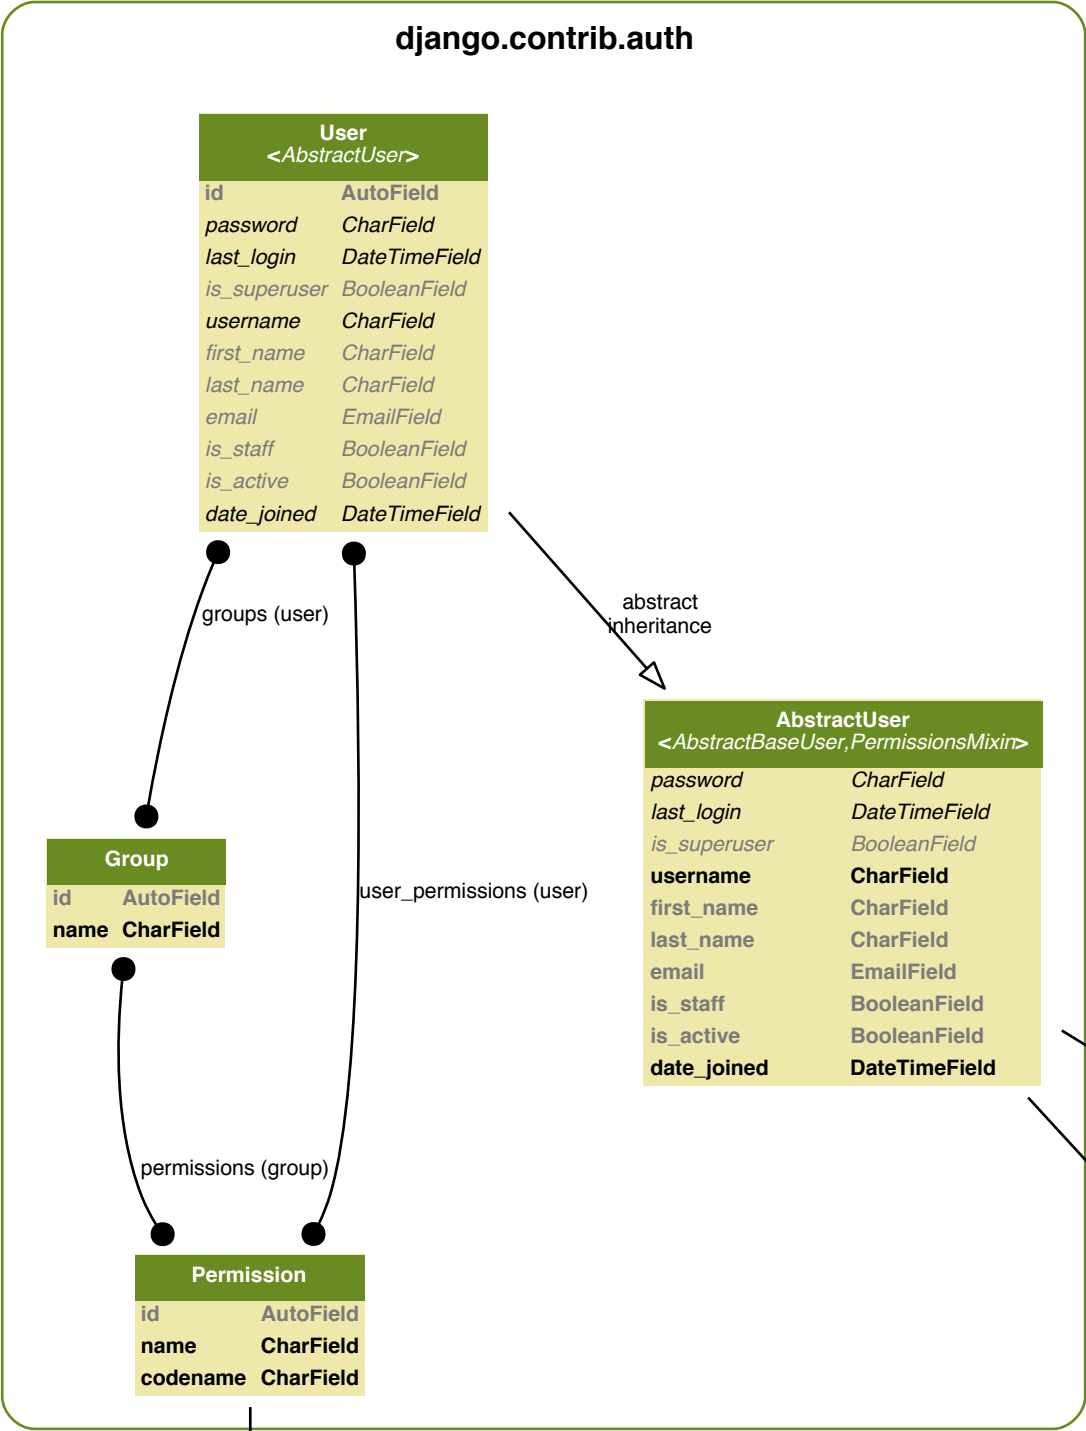 django.contrib.auth
User
<AbstractUser>
id AutoField
password CharField
last_login DateTimeField
is_superuser BooleanField
username CharField
first_name CharField
last_name CharField
email EmailField
is_staff BooleanField
is_active BooleanField
date_joined DateTimeField
groups (user)
abstract
inheritance
AbstractUser
<AbstractBaseUser,PermissionsMixin>
password CharField
last_login DateTimeField
is_superuser BooleanField
username CharField
first_name CharField
last_name CharField
email EmailField
is_staff BooleanField
is_active BooleanField
date_joined DateTimeField
Group
id AutoField
name CharField
user_permissions (user)
permissions (group)
Permission
id AutoField
name CharField
codename CharField